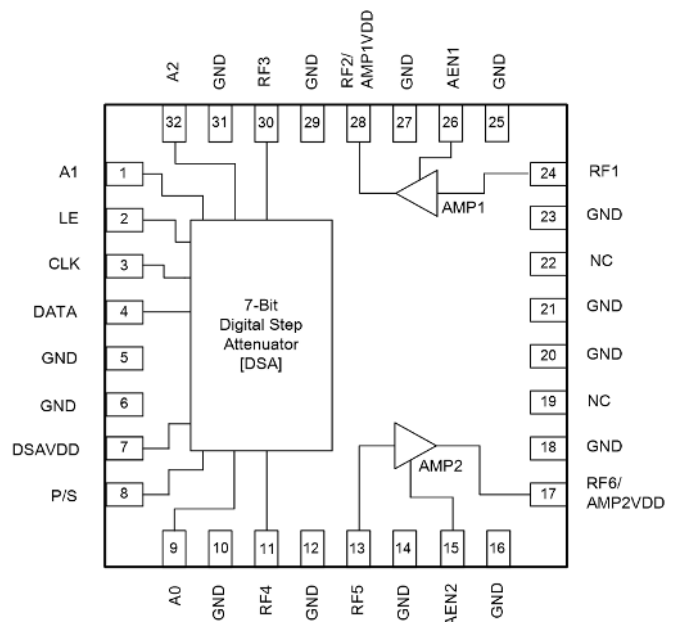 A2
GND
RF3
GND
RF2/
AMP1VDD
GND
AEN1
GND
32
31
30
29
28
27
26
25
A1
1
LE
2
CLK
3
DATA
4
GND
5
GND
6
DSAVDD
7
P/S
8
AMP1
7-Bit
Digital Step
Attenuator
[DSA]
AMP2
24
RF1
23
GND
22
NC
21
GND
20
GND
19
NC
18
GND
17
RF6/
AMP2VDD
9
10
11
12
13
14
15
16
A0
GND
RF4
GND
RF5
GND
AEN2
GND